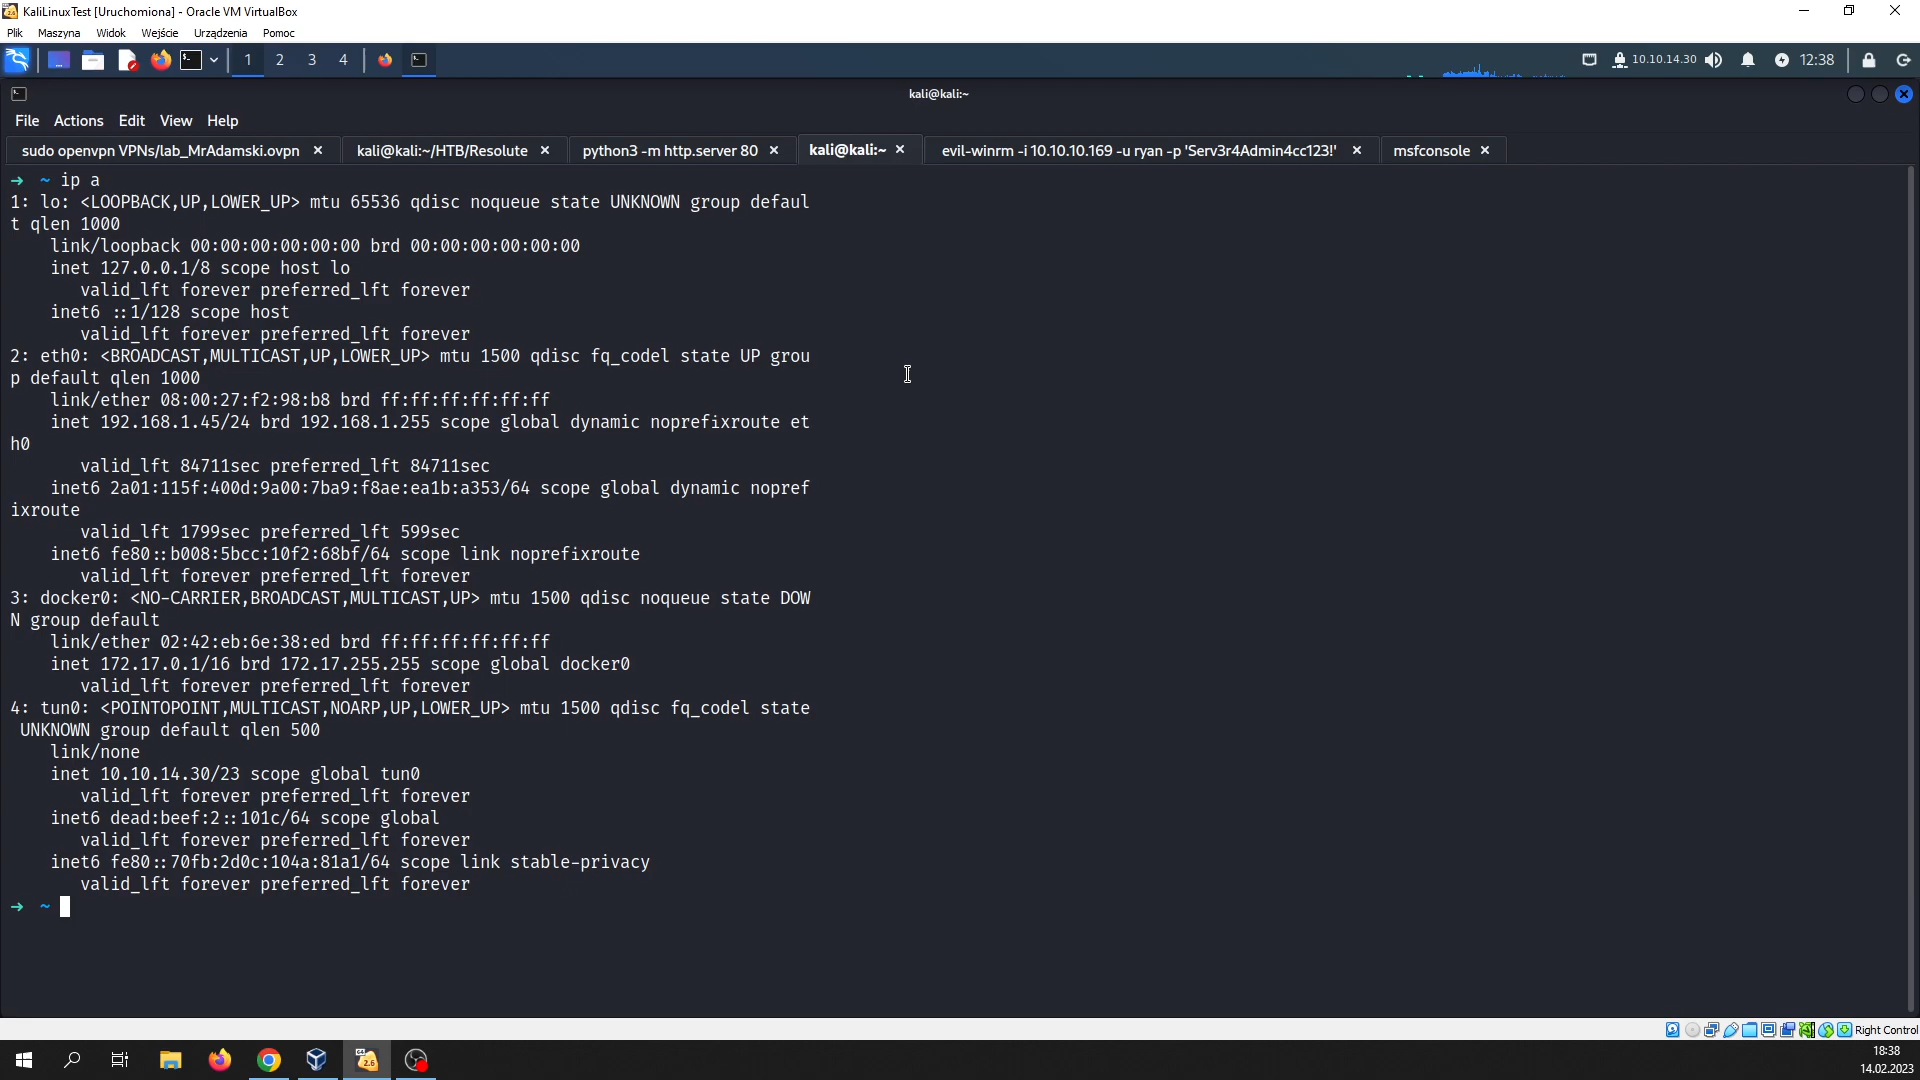 KaliLinuxTest [Uruchomiona] - Oracle VM VirtualBox
Plik Maszyna Widok Wejście Urządzenia Pomoc
1 2 3 4 10.10.14.30 12:38
kali@kali:~
File Actions Edit View Help
sudo openvpn VPNs/lab_MrAdamski.ovpn kali@kali:~/HTB/Resolute python3 -m http.server 80 kali@kali:~ evil-winrm -i 10.10.10.169 -u ryan -p 'Serv3r4Admin4cc123!' msfconsole
➜ ~ ip a
1: lo: <LOOPBACK,UP,LOWER_UP> mtu 65536 qdisc noqueue state UNKNOWN group defaul
t qlen 1000
link/loopback 00:00:00:00:00:00 brd 00:00:00:00:00:00
inet 127.0.0.1/8 scope host lo
valid_lft forever preferred_lft forever
inet6 ::1/128 scope host
valid_lft forever preferred_lft forever
2: eth0: <BROADCAST,MULTICAST,UP,LOWER_UP> mtu 1500 qdisc fq_codel state UP grou
p default qlen 1000
link/ether 08:00:27:f2:98:b8 brd ff:ff:ff:ff:ff:ff
inet 192.168.1.45/24 brd 192.168.1.255 scope global dynamic noprefixroute et
h0
valid_lft 84711sec preferred_lft 84711sec
inet6 2a01:115f:400d:9a00:7ba9:f8ae:ea1b:a353/64 scope global dynamic nopref
ixroute
valid_lft 1799sec preferred_lft 599sec
inet6 fe80::b008:5bcc:10f2:68bf/64 scope link noprefixroute
valid_lft forever preferred_lft forever
3: docker0: <NO-CARRIER,BROADCAST,MULTICAST,UP> mtu 1500 qdisc noqueue state DOW
N group default
link/ether 02:42:eb:6e:38:ed brd ff:ff:ff:ff:ff:ff
inet 172.17.0.1/16 brd 172.17.255.255 scope global docker0
valid_lft forever preferred_lft forever
4: tun0: <POINTOPOINT,MULTICAST,NOARP,UP,LOWER_UP> mtu 1500 qdisc fq_codel state
UNKNOWN group default qlen 500
link/none
inet 10.10.14.30/23 scope global tun0
valid_lft forever preferred_lft forever
inet6 dead:beef:2::101c/64 scope global
valid_lft forever preferred_lft forever
inet6 fe80::70fb:2d0c:104a:81a1/64 scope link stable-privacy
valid_lft forever preferred_lft forever
➜ ~
Right Control
18:38
14.02.2023